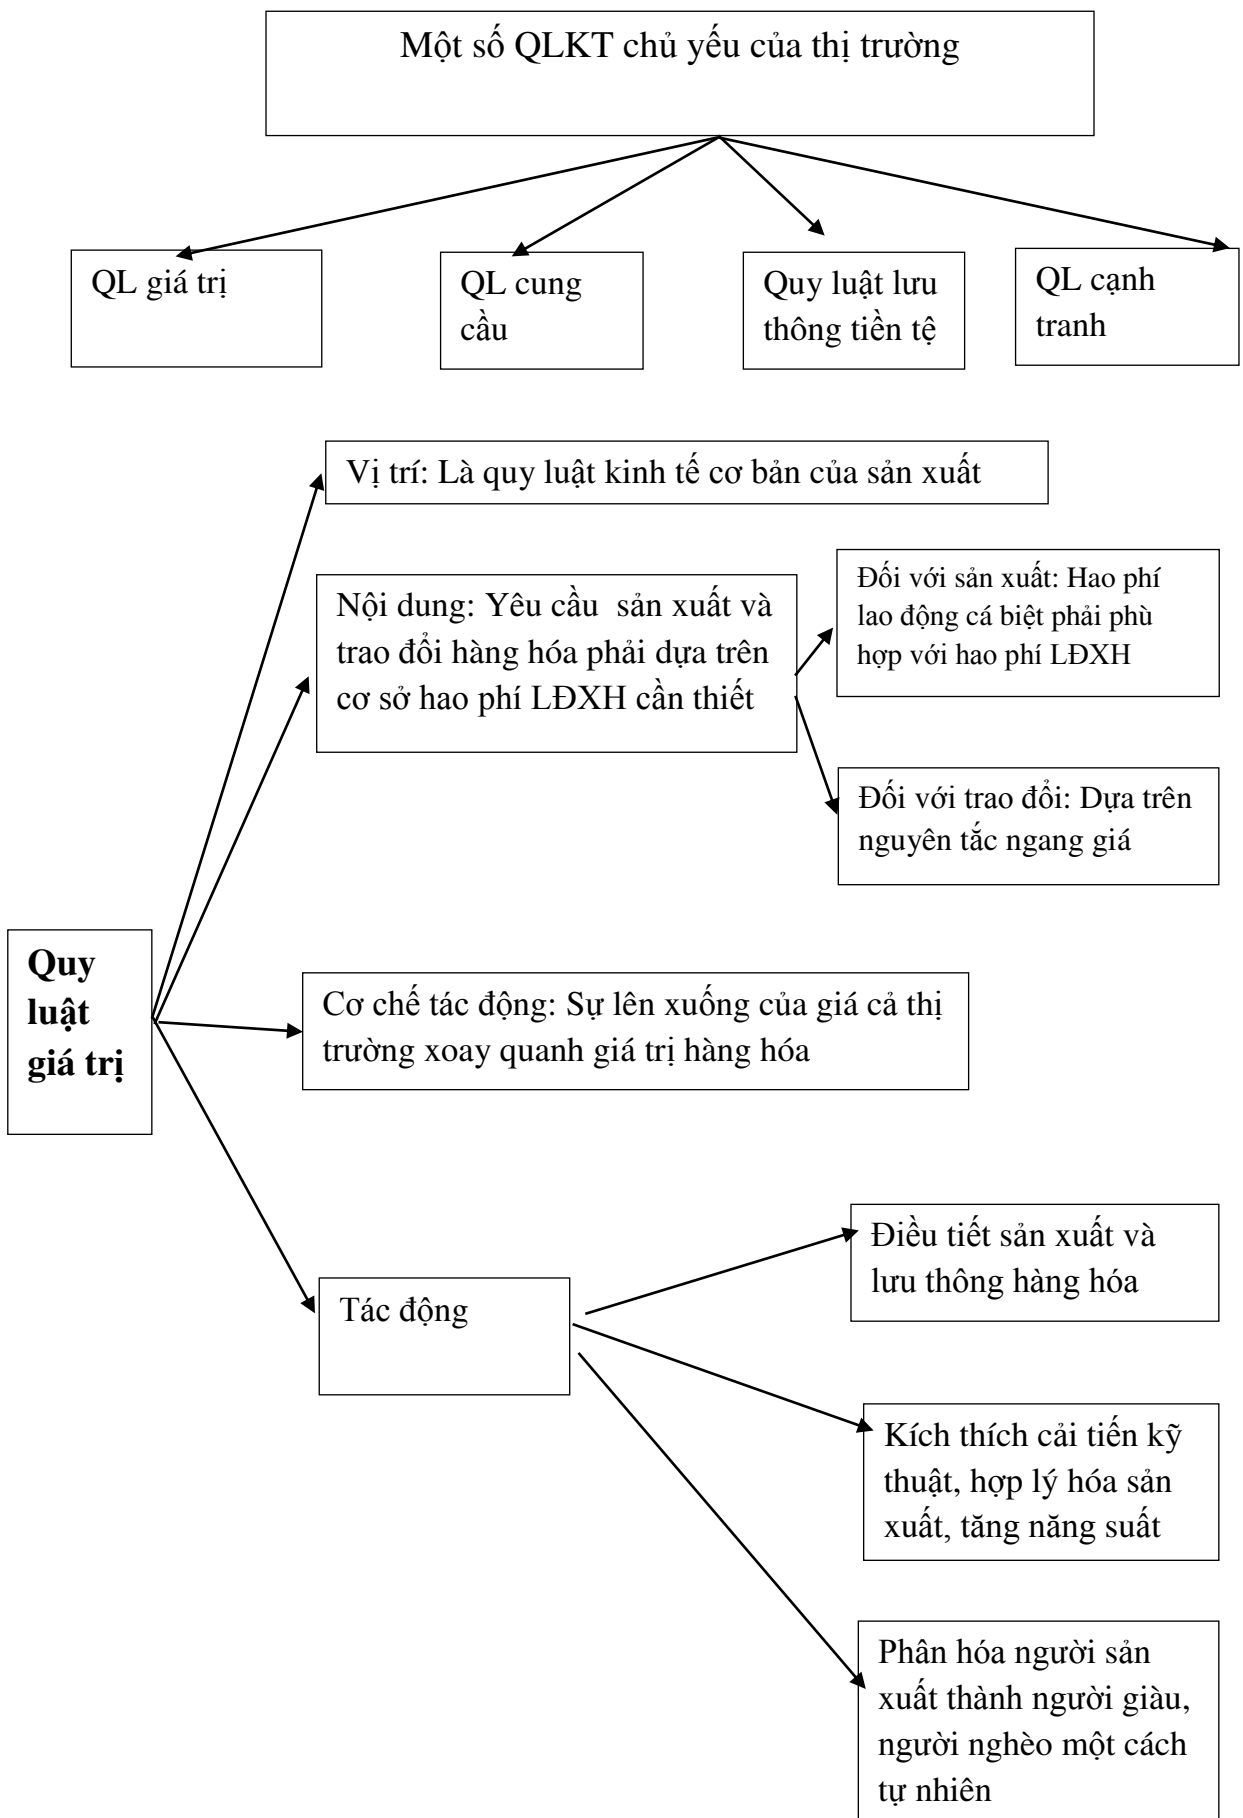 Một số QLKT chủ yếu của thị trường
QL giá trị
QL cung
cầu
Quy luật lưu
thông tiền tệ
QL cạnh
tranh
Vị trí: Là quy luật kinh tế cơ bản của sản xuất
Nội dung: Yêu cầu  sản xuất và
trao đổi hàng hóa phải dựa trên
cơ sở hao phí LĐXH cần thiết
Đối với sản xuất: Hao phí
lao động cá biệt phải phù
hợp với hao phí LĐXH
Đối với trao đổi: Dựa trên
nguyên tắc ngang giá
Quy
luật
giá trị
Cơ chế tác động: Sự lên xuống của giá cả thị
trường xoay quanh giá trị hàng hóa
Tác động
Điều tiết sản xuất và
lưu thông hàng hóa
Kích thích cải tiến kỹ
thuật, hợp lý hóa sản
xuất, tăng năng suất
Phân hóa người sản
xuất thành người giàu,
người nghèo một cách
tự nhiên